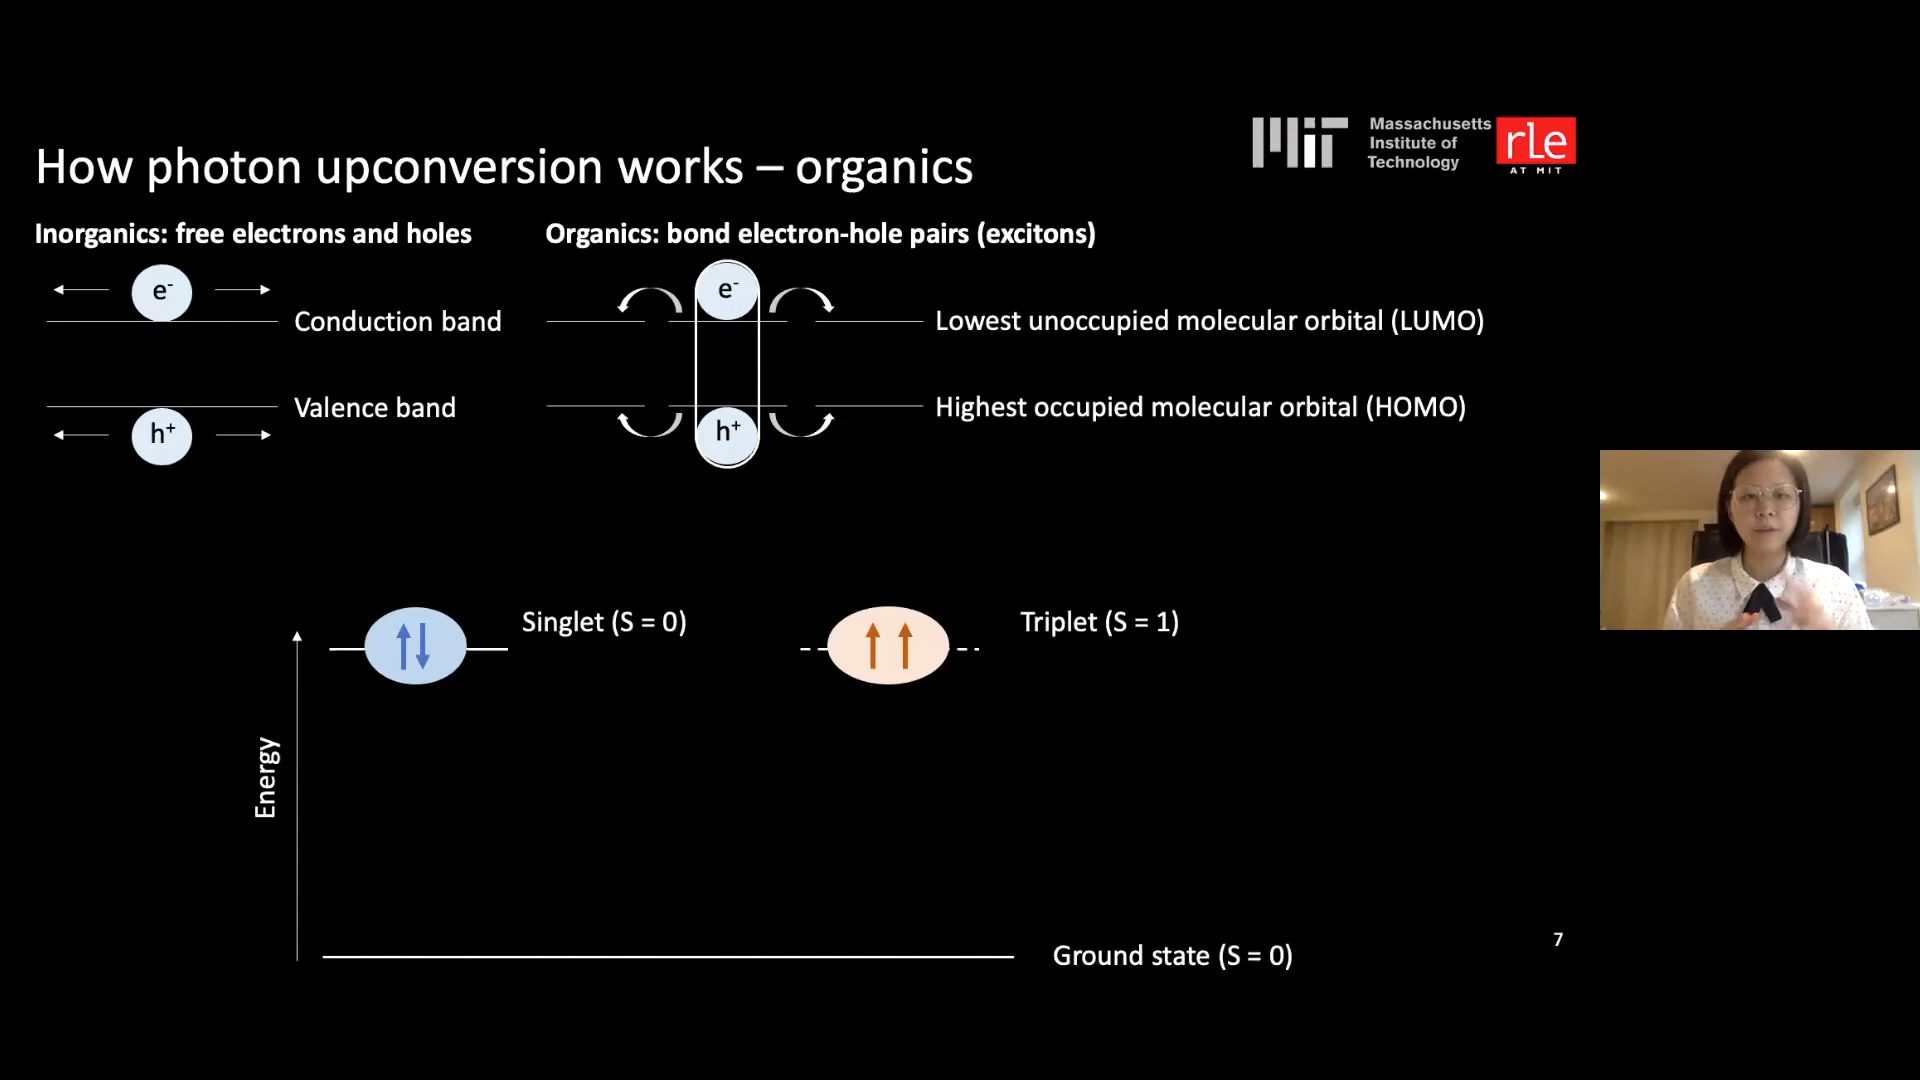 How photon upconversion works – organics
Massachusetts
Institute of
Technology
rle
AT MIT
Inorganics: free electrons and holes
Organics: bond electron-hole pairs (excitons)
e-
Conduction band
Valence band
h+
e-
Lowest unoccupied molecular orbital (LUMO)
Highest occupied molecular orbital (HOMO)
h+
Singlet (S = 0)
Triplet (S = 1)
Energy
Ground state (S = 0)
7